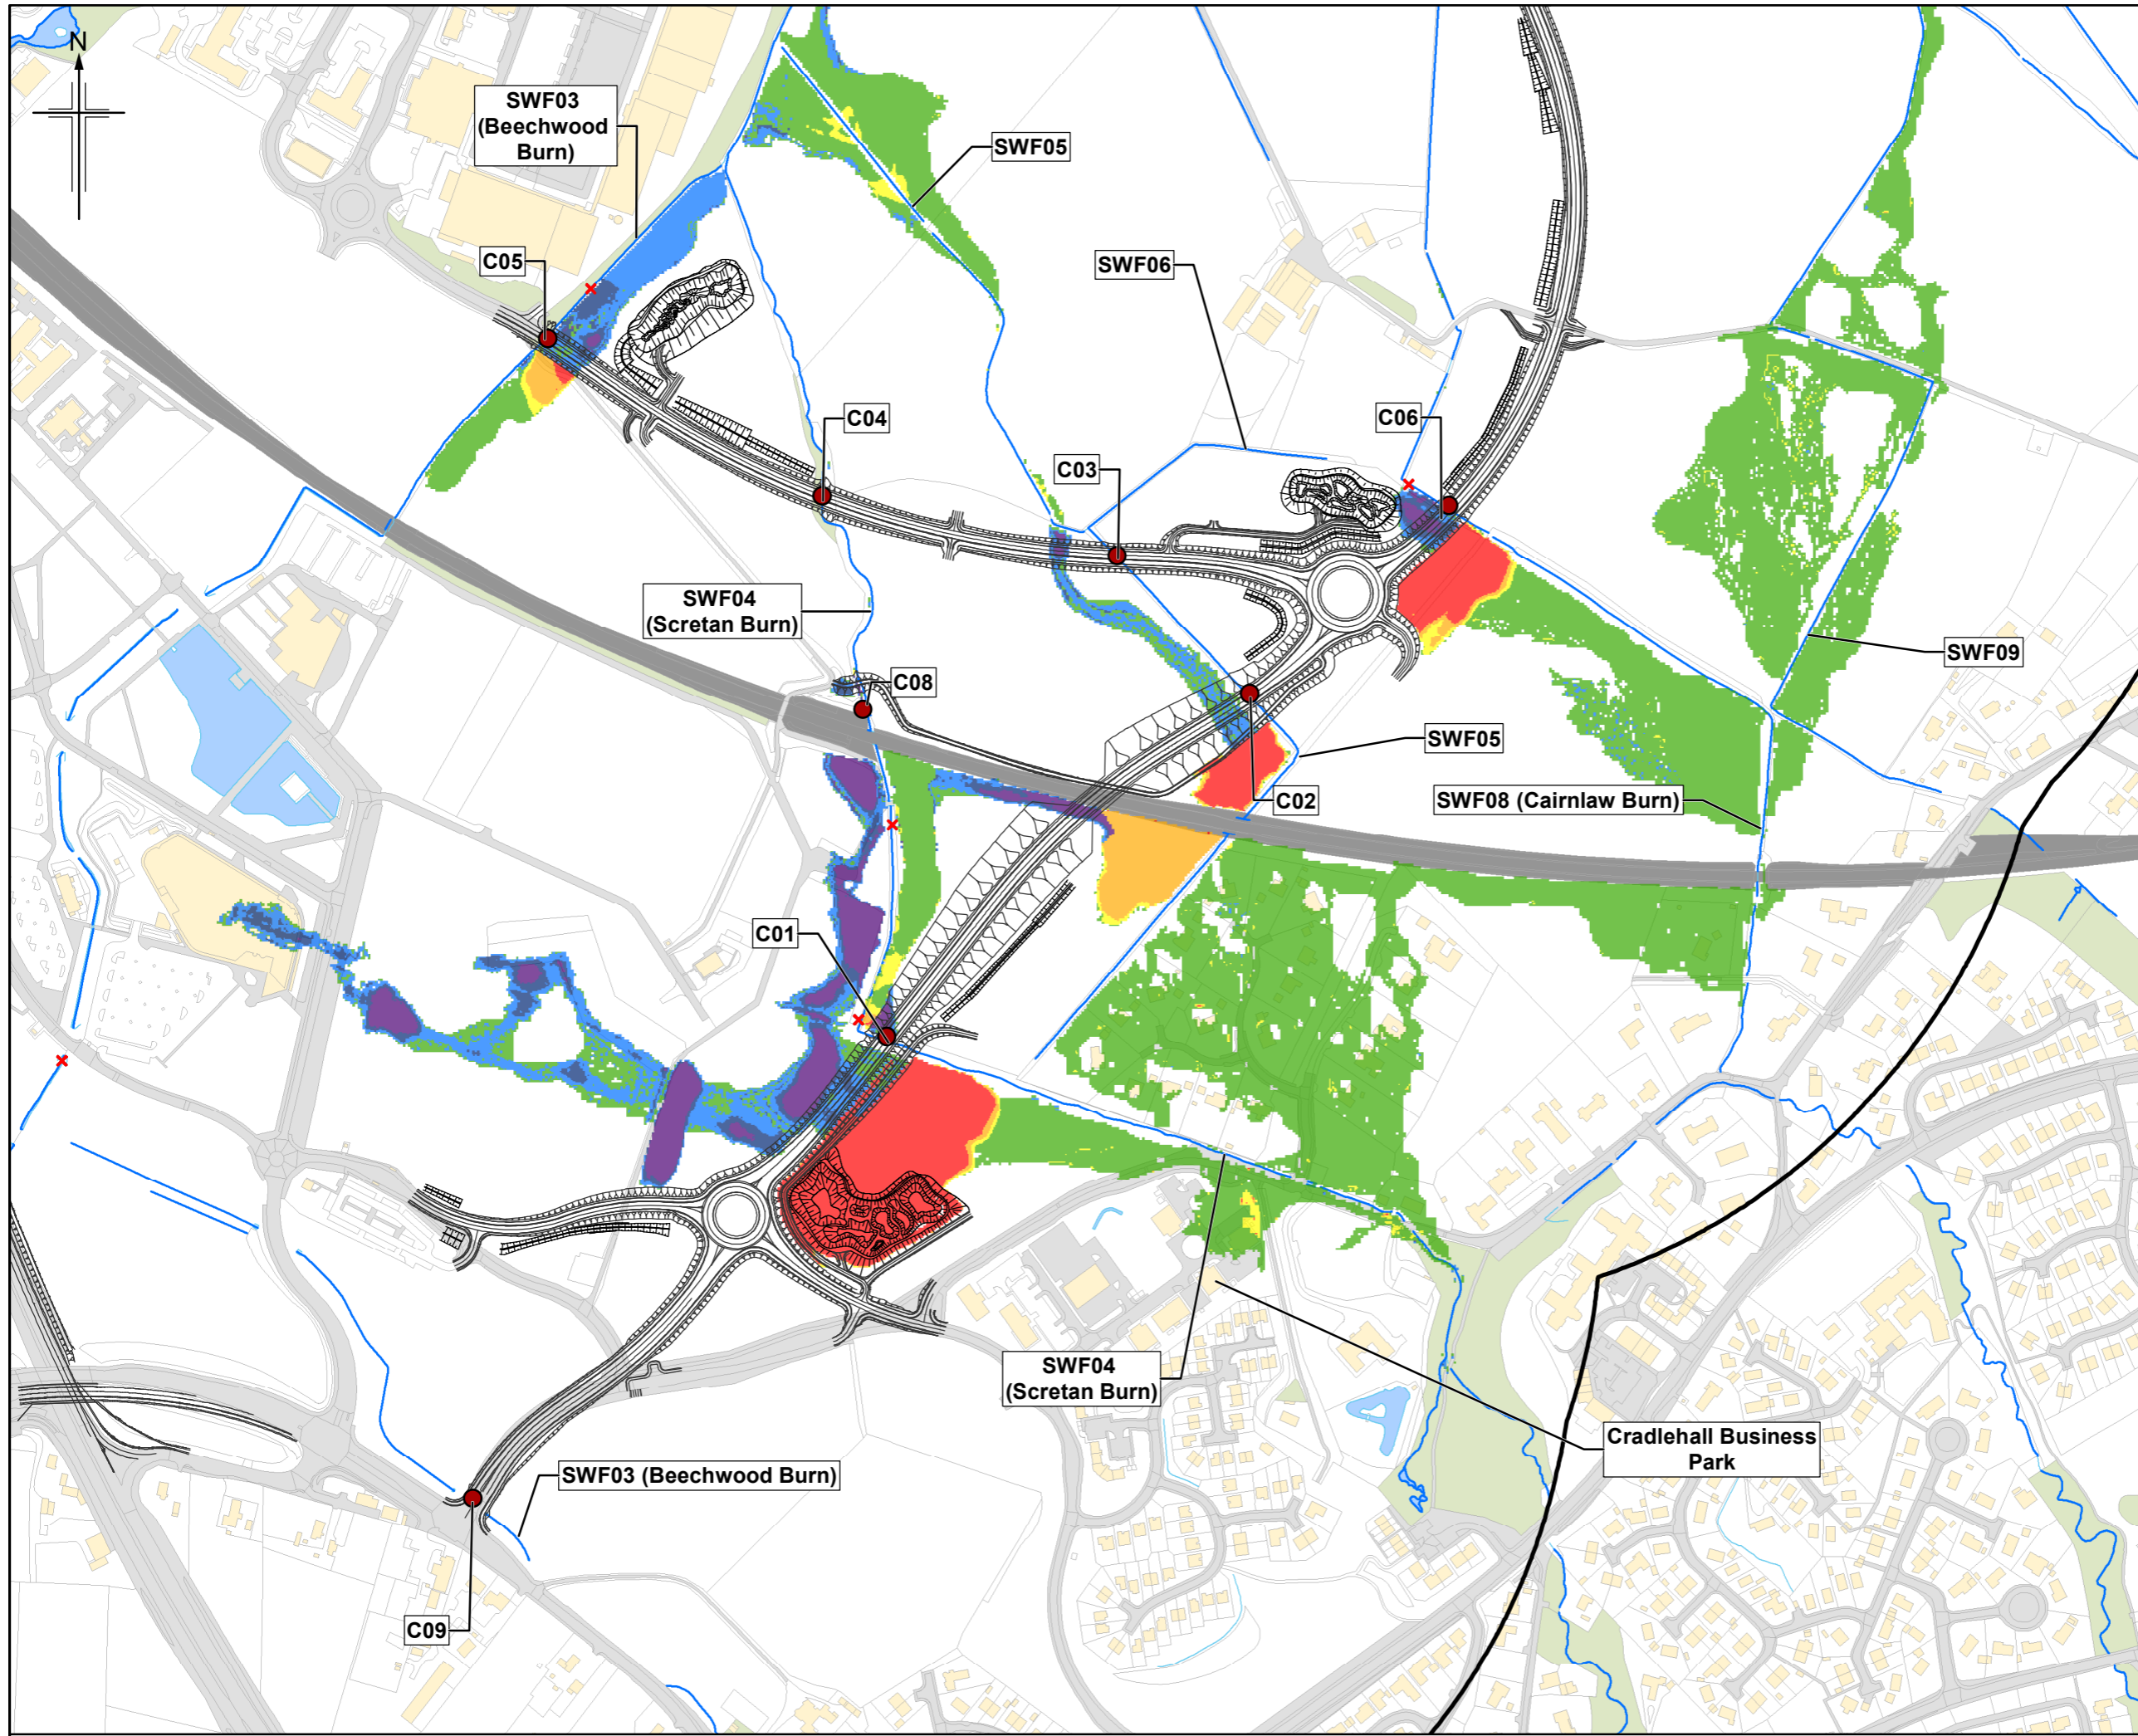 N
SWF03
(Beechwood
Burn)
SWF05
C05
SWF06
C04
C06
C03
SWF04
(Scretan Burn)
SWF09
C08
SWF05
C02
SWF08 (Cairnlaw Burn)
C01
SWF04
(Scretan Burn)
Cradlehall Business
Park
SWF03 (Beechwood Burn)
C09